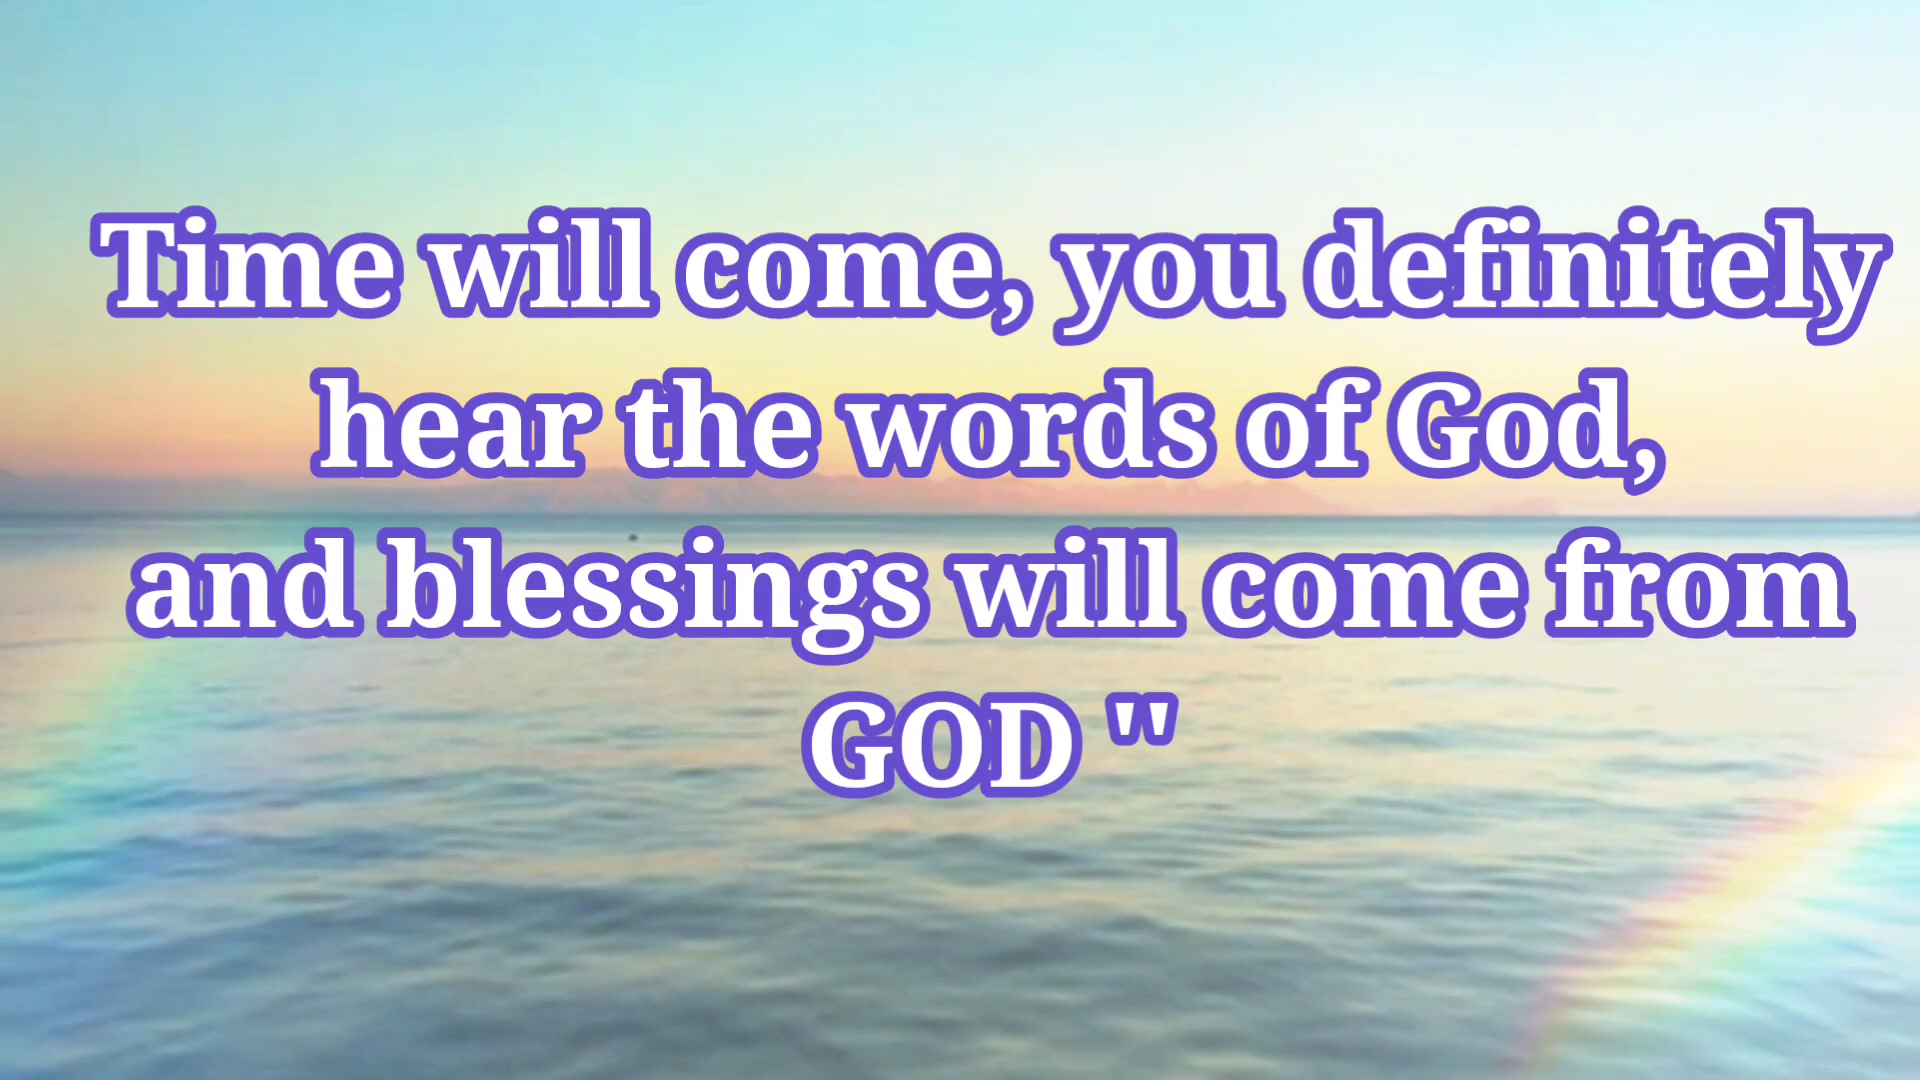 Time will come, you definitely
hear the words of God,
and blessings will come from
GOD "